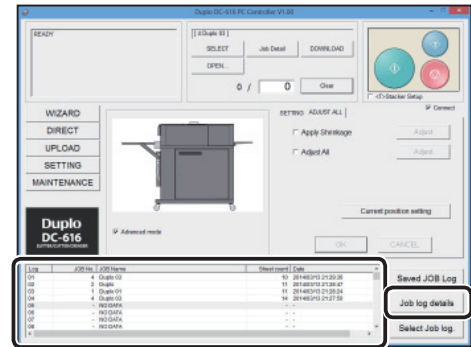 Duplo DC-616 PC Controller V1.00
READY
[ 4:Duplo 03 ]
SELECT
Job Detail
DOWNLOAD
OPEN...
0 / 0
Clear
<T>Stacker Setup
Connect
WIZARD
DIRECT
UPLOAD
SETTING
MAINTENANCE
SETTING ADJUST ALL
Apply Shrinkage
Adjust
Adjust All
Adjust
Current position setting
Duplo
DC-616
Advanced mode
OK
CANCEL
Log JOB No. JOB Name Sheet count Date
01 4 Duplo 03 10
02 2 Duplo 11
03 1 Duplo 01 11
04 4 Duplo 03 14
05 - NO DATA - -
06 - NO DATA - -
07 - NO DATA - -
08 - NO DATA - -
Saved JOB Log
Job log details
Select Job log.